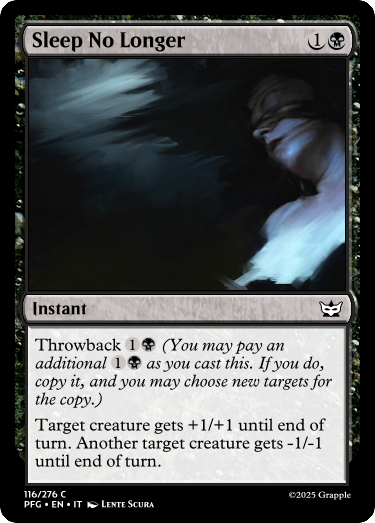 Sleep No Longer 1
Instant
Throwback 1 (You may pay an
additional 1 as you cast this. If you do,
copy it, and you may choose new targets for
the copy.)
Target creature gets +1/+1 until end of
turn. Another target creature gets -1/-1
until end of turn.
116/276 C
PFG • EN • IT Lente Scura
©2025 Grapple